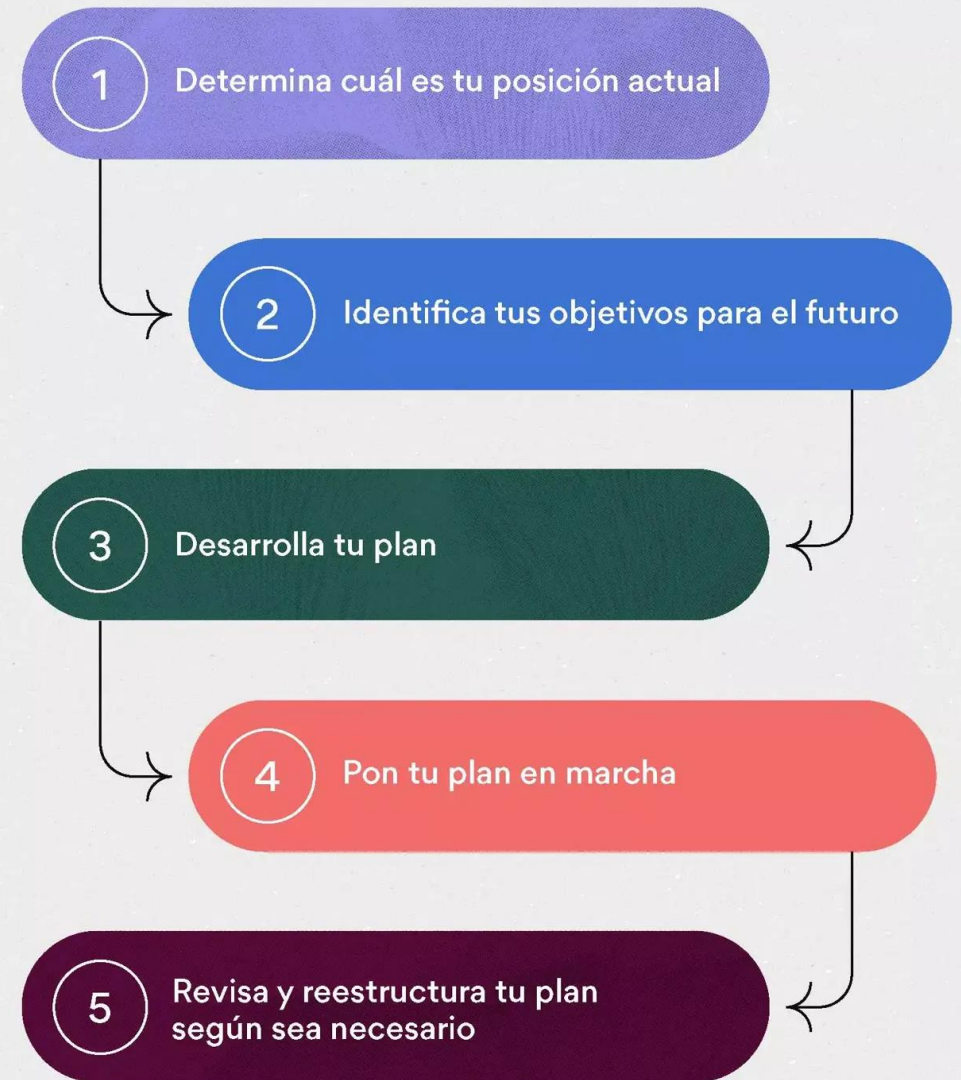 1
Determina cuál es tu posición actual
2
Identifica tus objetivos para el futuro
3
Desarrolla tu plan
4
Pon tu plan en marcha
5
Revisa y reestructura tu plan
según sea necesario